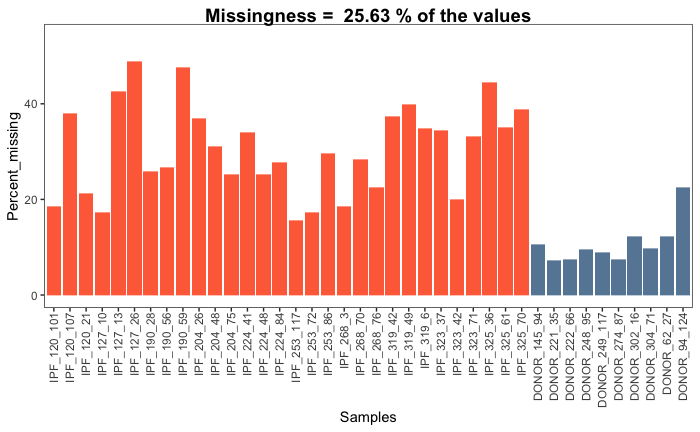 Missingness =  25.63 % of the values
Percent_missing
40
20
0
IPF_120_101
IPF_120_107
IPF_120_21
IPF_127_10
IPF_127_13
IPF_127_26
IPF_190_28
IPF_190_56
IPF_190_59
IPF_204_26
IPF_204_48
IPF_204_75
IPF_224_41
IPF_224_48
IPF_224_84
IPF_253_117
IPF_253_72
IPF_253_86
IPF_268_3
IPF_268_70
IPF_268_76
IPF_319_42
IPF_319_49
IPF_319_6
IPF_323_37
IPF_323_42
IPF_323_71
IPF_325_36
IPF_325_61
IPF_325_70
DONOR_145_94
DONOR_221_35
DONOR_222_66
DONOR_248_95
DONOR_249_117
DONOR_274_87
DONOR_302_16
DONOR_304_71
DONOR_62_27
DONOR_94_124
Samples